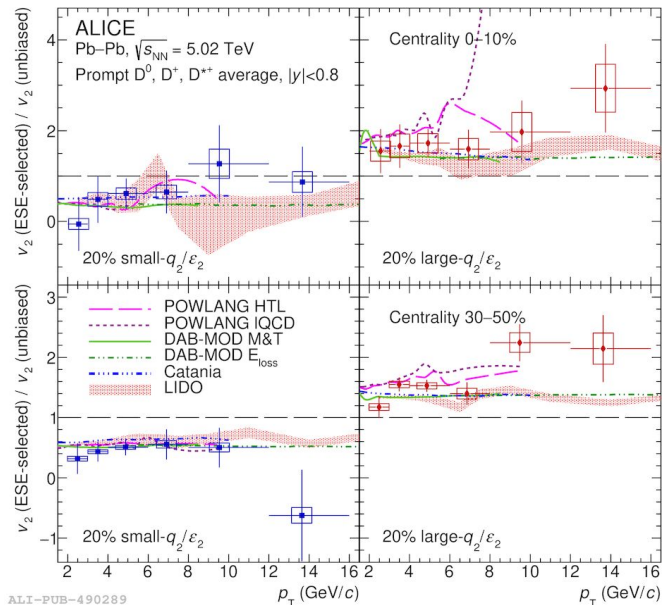 ALICE
Pb–Pb, √s_NN = 5.02 TeV
Prompt D⁰, D⁺, D*⁺ average, |y|<0.8
20% small-q₂/ε₂
Centrality 0–10%
20% large-q₂/ε₂
v₂ (ESE-selected) / v₂ (unbiased)
4
2
0
POWLANG HTL
POWLANG lQCD
DAB-MOD M&T
DAB-MOD E_loss
Catania
LIDO
20% small-q₂/ε₂
Centrality 30–50%
20% large-q₂/ε₂
v₂ (ESE-selected) / v₂ (unbiased)
3
2
1
0
−1
2 4 6 8 10 12 14 16
2 4 6 8 10 12 14 16
p_T (GeV/c)
p_T (GeV/c)
ALI-PUB-490289